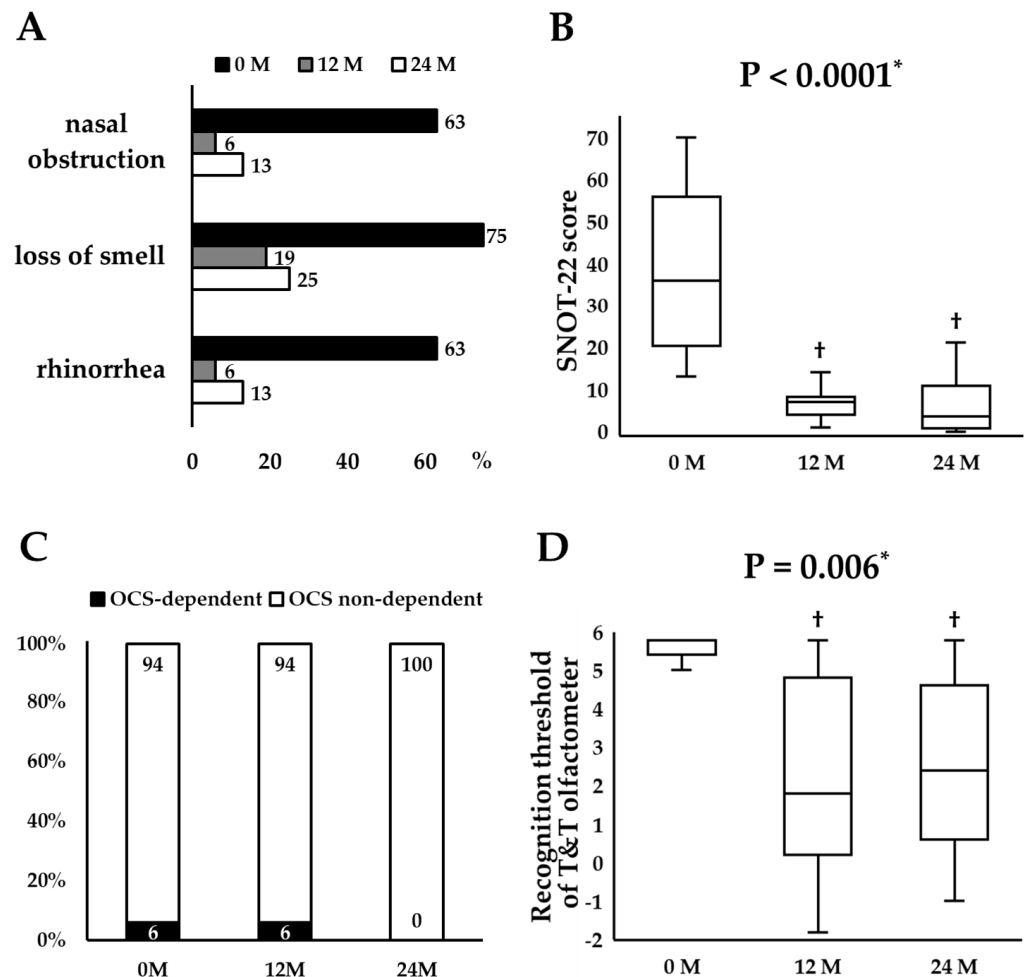 A
■ 0 M ■ 12 M □ 24 M
nasal
obstruction
63
6
13
loss of smell
75
19
25
rhinorrhea
63
6
13
0 20 40 60 %
B
P < 0.0001*
SNOT-22 score
70
60
50
40
30
20
10
0
†
†
0 M 12 M 24 M
C
■ OCS-dependent □ OCS non-dependent
100%
80%
60%
40%
20%
0%
94 94 100
6 6 0
0M 12M 24M
D
P = 0.006*
Recognition threshold
of T&T olfactometer
6
5
4
3
2
1
0
-1
-2
†
†
0 M 12 M 24 M